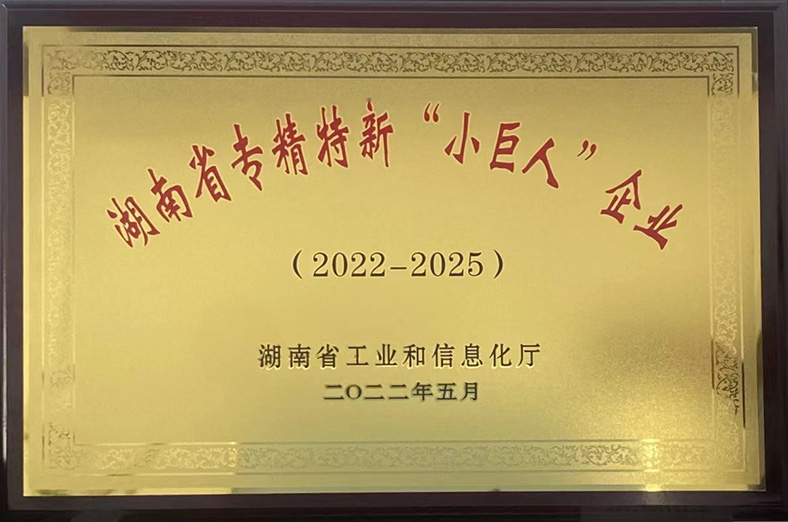 湖南省专精特新“小巨人”企业
（2022-2025）
湖南省工业和信息化厅
二〇二二年五月